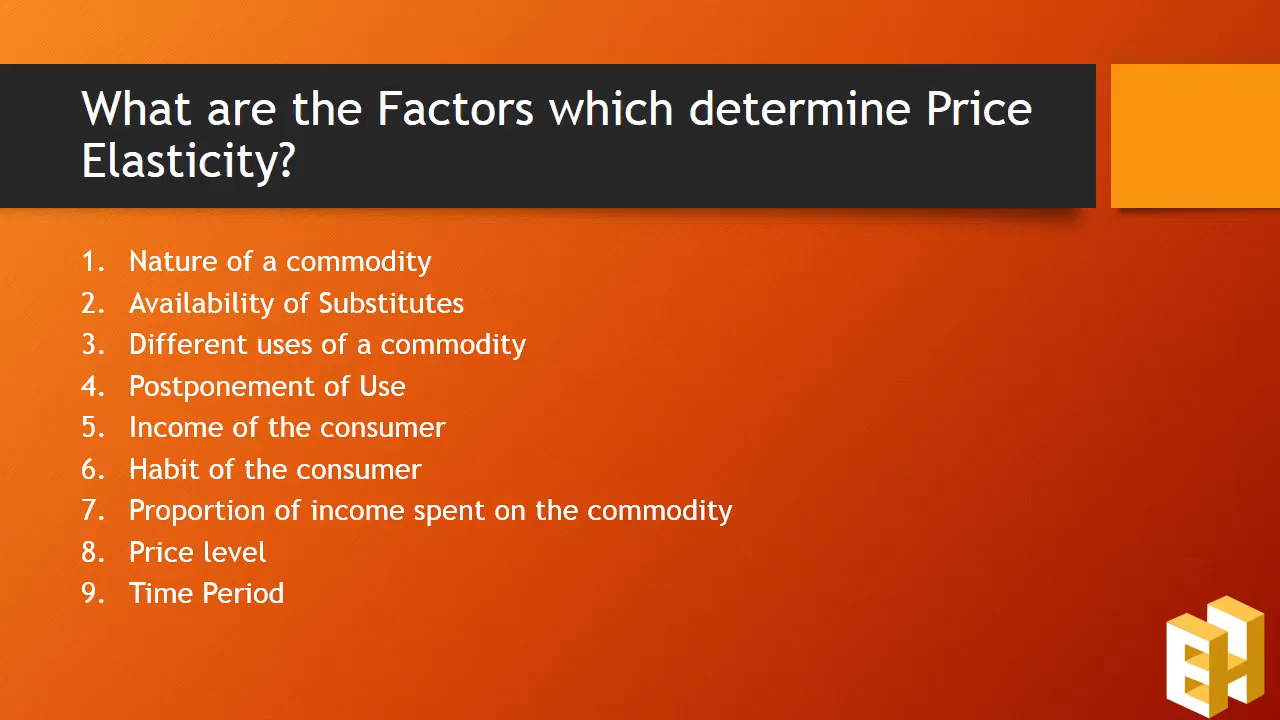 What are the Factors which determine Price
Elasticity?
1. Nature of a commodity
2. Availability of Substitutes
3. Different uses of a commodity
4. Postponement of Use
5. Income of the consumer
6. Habit of the consumer
7. Proportion of income spent on the commodity
8. Price level
9. Time Period
EH